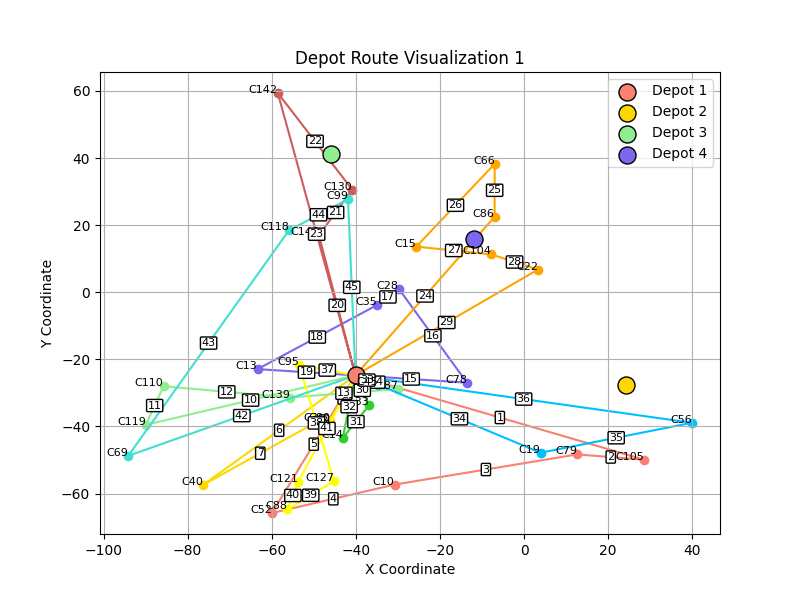 Depot Route Visualization 1
Depot 1
Depot 2
Depot 3
Depot 4
60
40
20
0
−20
−40
−60
Y Coordinate
−100
−80
−60
−40
−20
0
20
40
X Coordinate
C142
22
C130
C99
C118
44
21
23
C66
25
26
C86
C15
27
C104
28
C22
45
20
24
29
C28
C35
17
18
16
43
C13
19
C95
37
15
C78
C110
12
10
C139
11
C119
42
13
30
32
31
36
1
C56
34
35
C19
C79
2
C105
C69
6
7
5
41
C40
3
C10
C121
C127
40
39
4
C88
C52